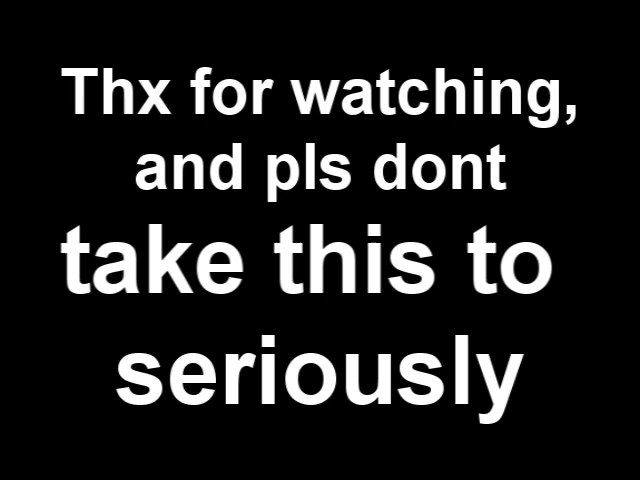 Thx for watching,
and pls dont
take this to
seriously